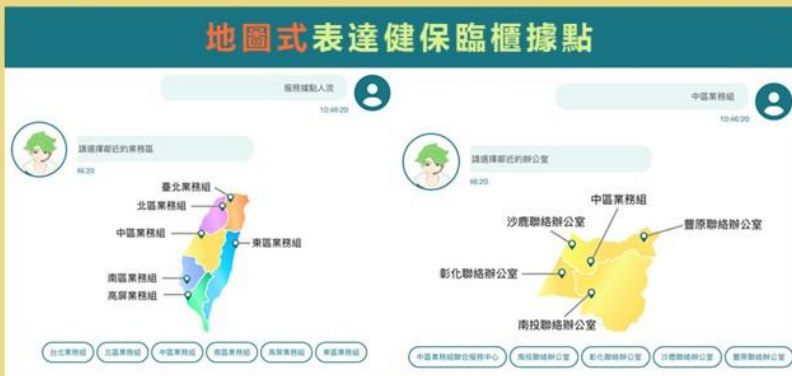 地圖式表達健保臨櫃據點
服務據點人流
10:46:20
請選擇鄰近的業務區
46:20
臺北業務組
北區業務組
中區業務組
東區業務組
南區業務組
高屏業務組
台北業務組 北區業務組 中區業務組 南區業務組 高屏業務組 東區業務組
中區業務組
10:46:20
請選擇鄰近的辦公室
46:20
中區業務組
沙鹿聯絡辦公室
豐原聯絡辦公室
彰化聯絡辦公室
南投聯絡辦公室
中區業務組聯合服務中心 南投聯絡辦公室 彰化聯絡辦公室 沙鹿聯絡辦公室 豐原聯絡辦公室